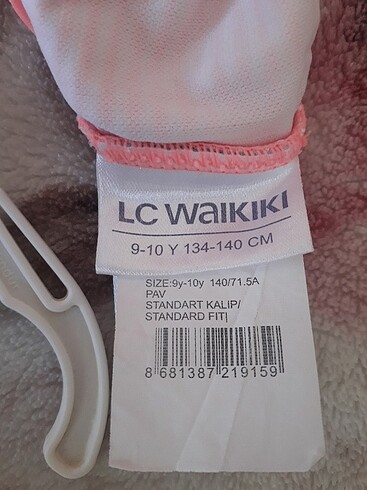 LC WAIKIKI
9-10 Y 134-140 CM
SIZE:9y-10y 140/71.5A
PAV
STANDART KALIP/
STANDARD FIT|
8 681387 219159